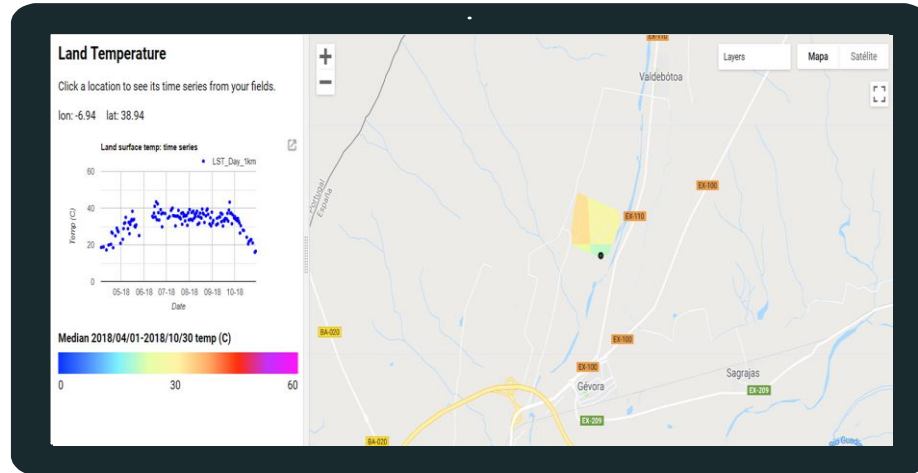 Land Temperature
Click a location to see its time series from your fields.
lon: -6.94 lat: 38.94
Land surface temp: time series
LST_Day_1km
60
40
20
0
Temp (C)
05-18 06-18 07-18 08-18 09-18 10-18
Date
Median 2018/04/01-2018/10/30 temp (C)
0 30 60
+
−
Layers
Mapa Satélite
EX-110
Valdebótoa
EX-100
Portugal
España
EX-110
BA-020
EX-100
EX-100
Gévora
Sagrajas
EX-209
EX-209
BA-020
Río Guad